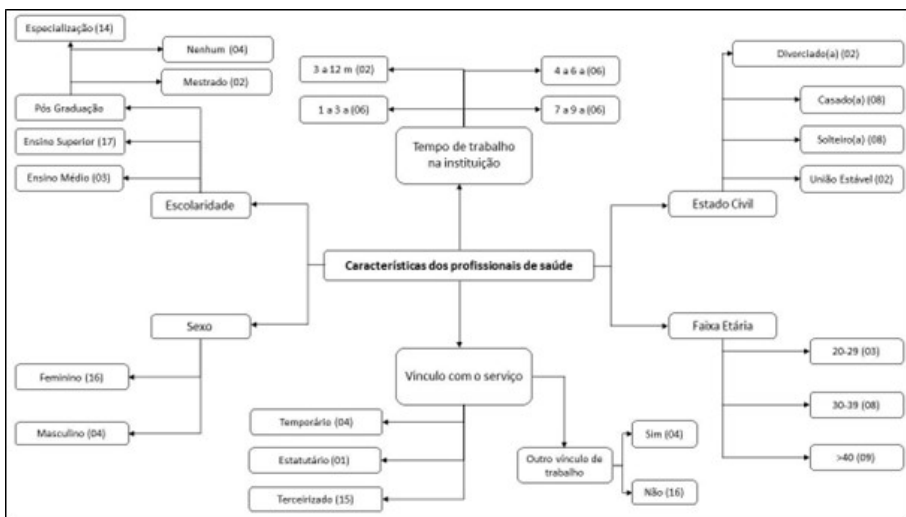 Especialização (14)
Nenhum (04)
Mestrado (02)
Pós Graduação
Ensino Superior (17)
Ensino Médio (03)
Escolaridade
3 a 12 m (02)
4 a 6 a (06)
1 a 3 a (06)
7 a 9 a (06)
Tempo de trabalho
na instituição
Divorciado(a) (02)
Casado(a) (08)
Solteiro(a) (08)
União Estável (02)
Estado Civil
Características dos profissionais de saúde
Sexo
Feminino (16)
Masculino (04)
Vinculo com o serviço
Temporário (04)
Estatutário (01)
Terceirizado (15)
Outro vínculo de
trabalho
Sim (04)
Não (16)
Faixa Etária
20-29 (03)
30-39 (08)
>40 (09)